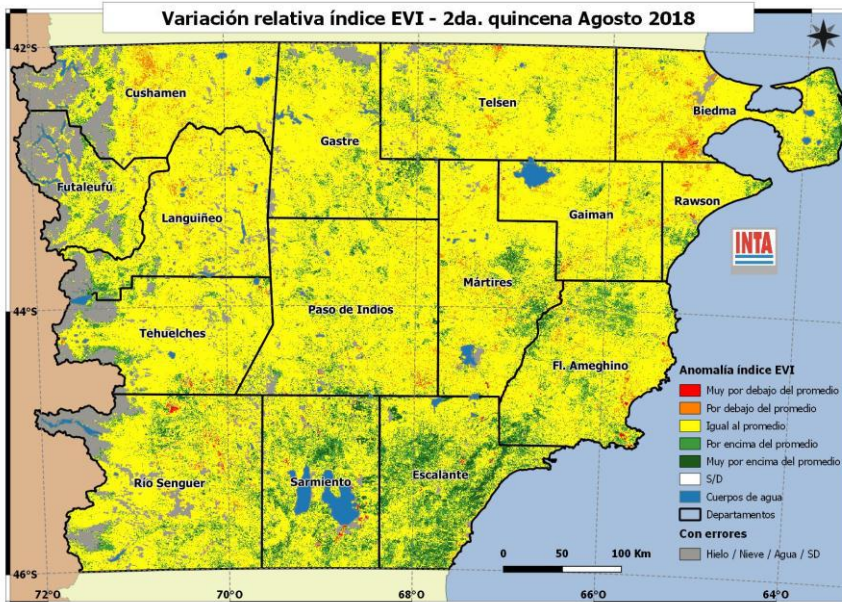 Variación relativa índice EVI - 2da. quincena Agosto 2018
42°S
Cushamen
Telsen
Biedma
Gastre
Futaleufú
Languiñeo
Gaiman
Rawson
INTA
44°S
Paso de Indios
Mártires
Tehuelches
Fl. Ameghino
Anomalía índice EVI
Muy por debajo del promedio
Por debajo del promedio
Igual al promedio
Por encima del promedio
Muy por encima del promedio
S/D
Cuerpos de agua
Departamentos
Con errores
Hielo / Nieve / Agua / SD
Río Senguer
Sarmiento
Escalante
0 50 100 Km
46°S
72°O 70°O 68°O 66°O 64°O